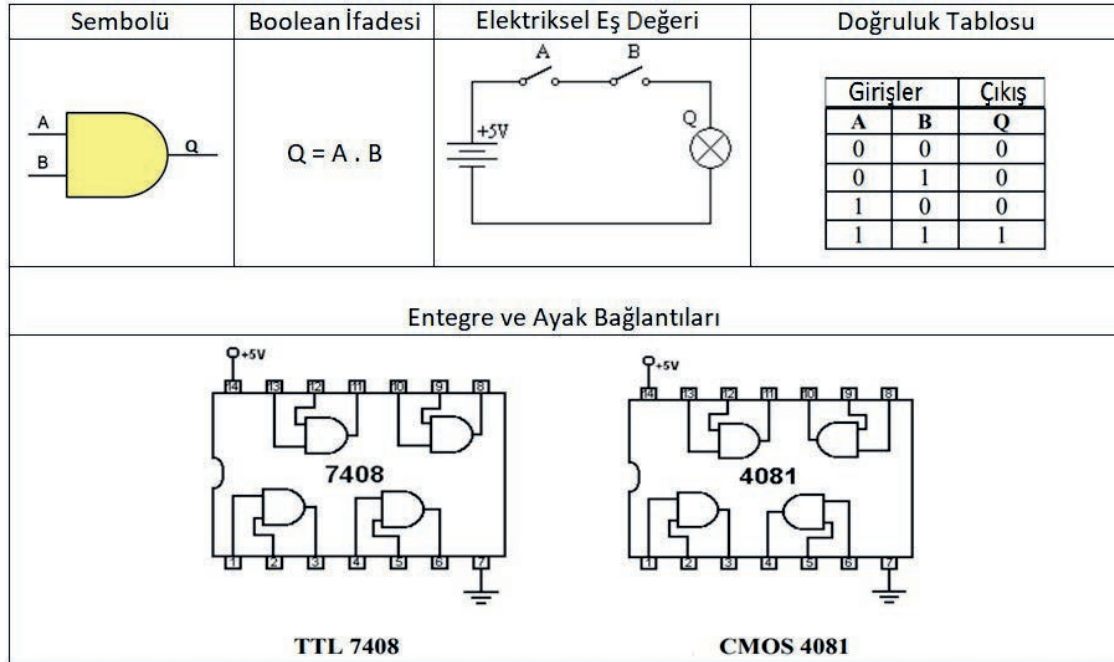 Sembolü Boolean İfadesi Elektriksel Eş Değeri Doğruluk Tablosu
A
B
Q
Q = A . B
A B
+5V
Q
Girişler Çıkış
A B Q
0 0 0
0 1 0
1 0 0
1 1 1
Entegre ve Ayak Bağlantıları
+5V
14 13 12 11 10 9 8
7408
1 2 3 4 5 6 7
TTL 7408
+5V
14 13 12 11 10 9 8
4081
1 2 3 4 5 6 7
CMOS 4081